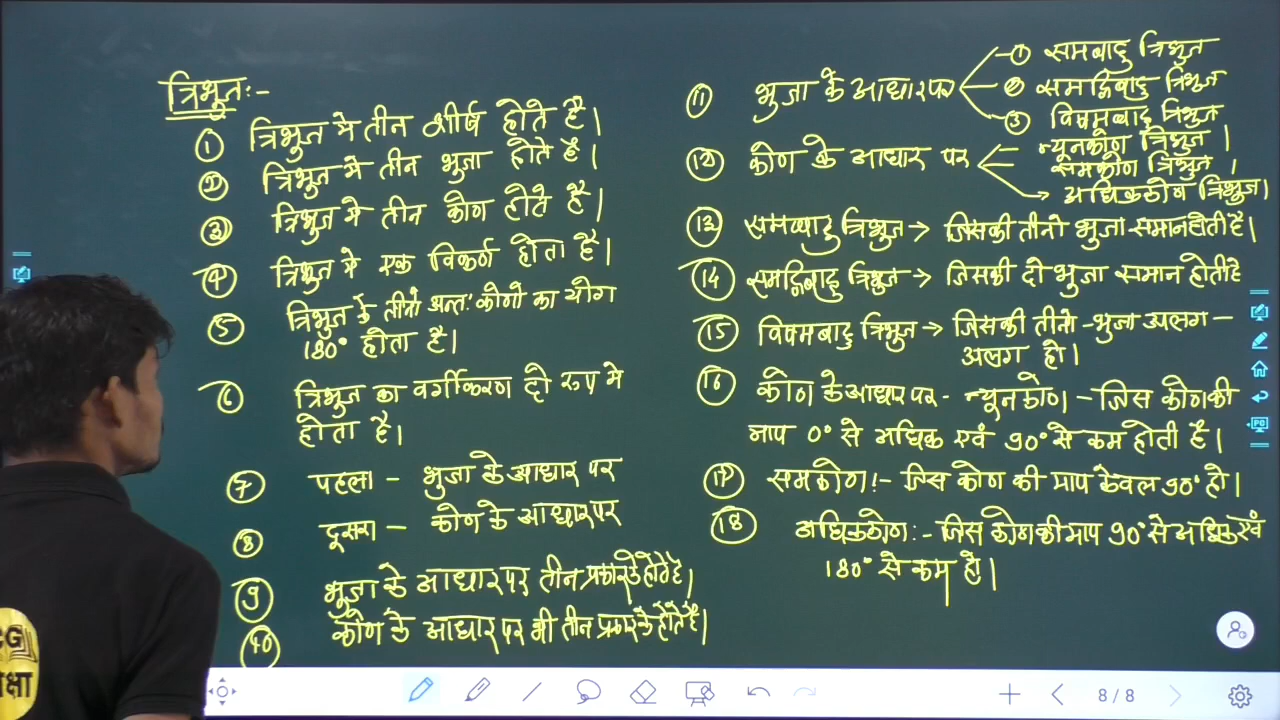 त्रिभुज:-
① त्रिभुज मे तीन शीर्ष होते है।
② त्रिभुज मे तीन भुजा होते है।
③ त्रिभुज मे तीन कोण होते है।
④ त्रिभुज मे एक विकर्ण होता है।
⑤ त्रिभुज के तीनों अन्तः कोणो का योग
180° होता है।
⑥ त्रिभुज का वर्गीकरण दो रूप मे
होता है।
⑦ पहला - भुजा के आधार पर
⑧ दूसरा - कोण के आधार पर
⑨ भुजा के आधार पर तीन प्रकार के होते है।
⑩ कोण के आधार पर भी तीन प्रकार के होते है।
⑪ भुजा के आधार पर
① समबाहु त्रिभुज
② समद्विबाहु त्रिभुज
③ विषमबाहु त्रिभुज
⑫ कोण के आधार पर
न्यूनकोण त्रिभुज।
समकोण त्रिभुज।
→ अधिककोण त्रिभुज।
⑬ समबाहु त्रिभुज → जिसकी तीनो भुजा समान होती है।
⑭ समद्विबाहु त्रिभुज → जिसकी दो भुजा समान होती है
⑮ विषमबाहु त्रिभुज → जिसकी तीनो भुजा अलग -
अलग हो।
⑯ कोण के आधार पर - न्यूनकोण - जिस कोण की
माप 0° से अधिक एवं 90° से कम होती है।
⑰ समकोण:- जिस कोण की माप केवल 90° हो।
⑱ अधिककोण:- जिस कोण की माप 90° से अधिक एवं
180° से कम हो।
8/8